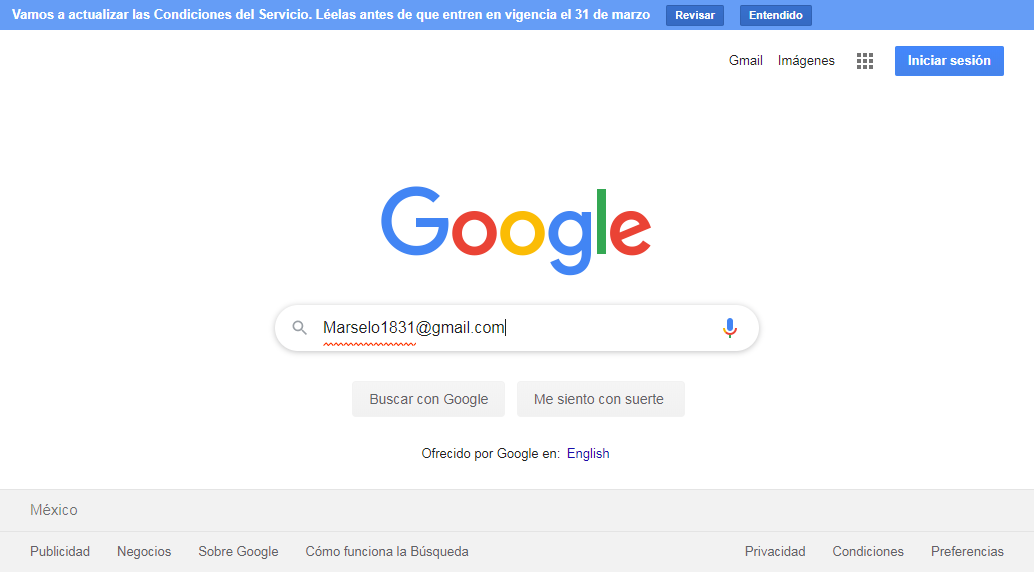 Vamos a actualizar las Condiciones del Servicio. Léelas antes de que entren en vigencia el 31 de marzo Revisar Entendido
Gmail Imágenes Iniciar sesión
Google
Marselo1831@gmail.com
Buscar con Google Me siento con suerte
Ofrecido por Google en: English
México
Publicidad Negocios Sobre Google Cómo funciona la Búsqueda Privacidad Condiciones Preferencias